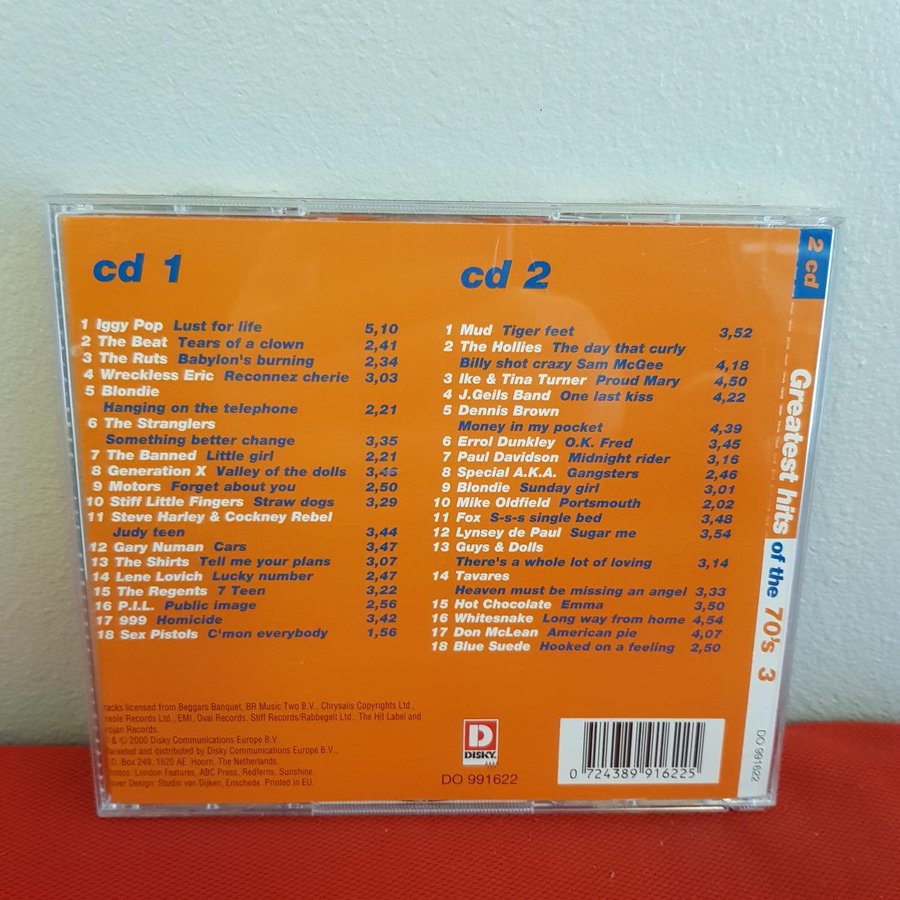 cd 1
1 Iggy Pop Lust for life 5,10
2 The Beat Tears of a clown 2,41
3 The Ruts Babylon's burning 2,34
4 Wreckless Eric Reconnez cherie 3,03
5 Blondie
Hanging on the telephone 2,21
6 The Stranglers
Something better change 3,35
7 The Banned Little girl 2,21
8 Generation X Valley of the dolls 3,46
9 Motors Forget about you 2,50
10 Stiff Little Fingers Straw dogs 3,29
11 Steve Harley & Cockney Rebel
Judy teen 3,44
12 Gary Numan Cars 3,47
13 The Shirts Tell me your plans 3,07
14 Lene Lovich Lucky number 2,47
15 The Regents 7 Teen 3,22
16 P.I.L. Public image 2,56
17 999 Homicide 3,42
18 Sex Pistols C'mon everybody 1,56
cd 2
1 Mud Tiger feet 3,52
2 The Hollies The day that curly
Billy shot crazy Sam McGee 4,18
3 Ike & Tina Turner Proud Mary 4,50
4 J.Geils Band One last kiss 4,22
5 Dennis Brown
Money in my pocket 4,39
6 Errol Dunkley O.K. Fred 3,45
7 Paul Davidson Midnight rider 3,16
8 Special A.K.A. Gangsters 2,46
9 Blondie Sunday girl 3,01
10 Mike Oldfield Portsmouth 2,02
11 Fox S-s-s single bed 3,48
12 Lynsey de Paul Sugar me 3,54
13 Guys & Dolls
There's a whole lot of loving 3,14
14 Tavares
Heaven must be missing an angel 3,33
15 Hot Chocolate Emma 3,50
16 Whitesnake Long way from home 4,54
17 Don McLean American pie 4,07
18 Blue Suede Hooked on a feeling 2,50
racks licensed from Beggars Banquet, BR Music Two B.V., Chrysalis Copyrights Ltd.,
reole Records Ltd., EMI, Oval Records, Stiff Records/Rabbegelt Ltd., The Hit Label and
rojan Records.
& © 2000 Disky Communications Europe B.V.
arketed and distributed by Disky Communications Europe B.V.,
.O. Box 249, 1620 AE Hoorn, The Netherlands.
hotos: London Features, ABC Press, Redferns, Sunshine.
over Design: Studio van Dijken, Enschede. Printed in EU.
D
DISKY
DO 991622
0 724389 916225
2 cd
Greatest hits of the 70's 3
DO 991622